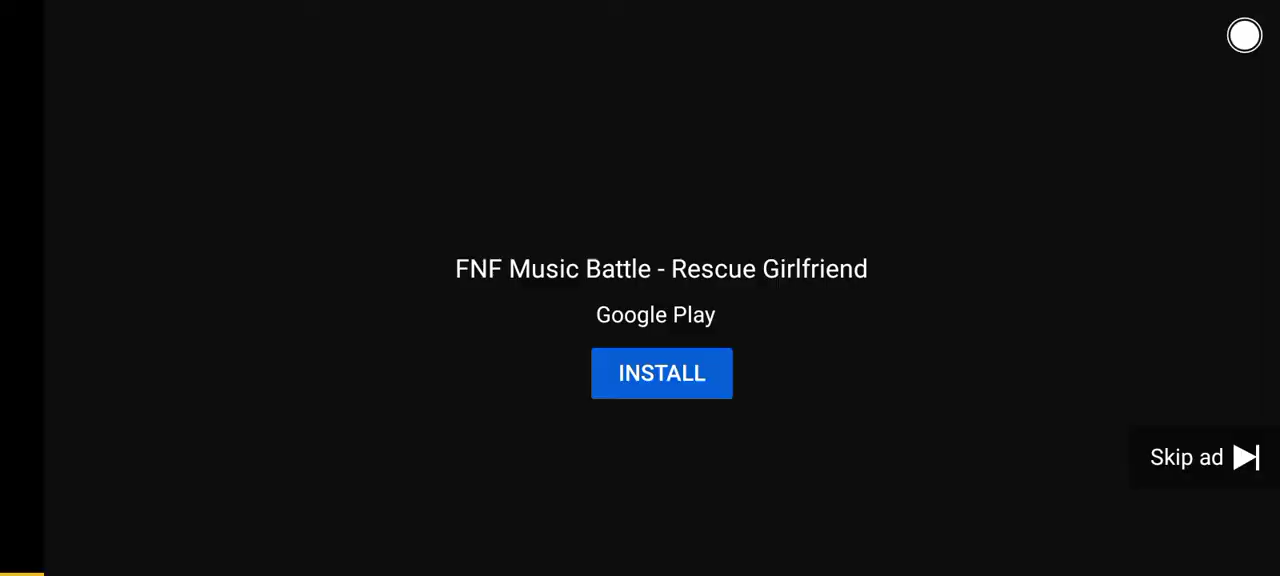 FNF Music Battle - Rescue Girlfriend
Google Play
INSTALL
Skip ad